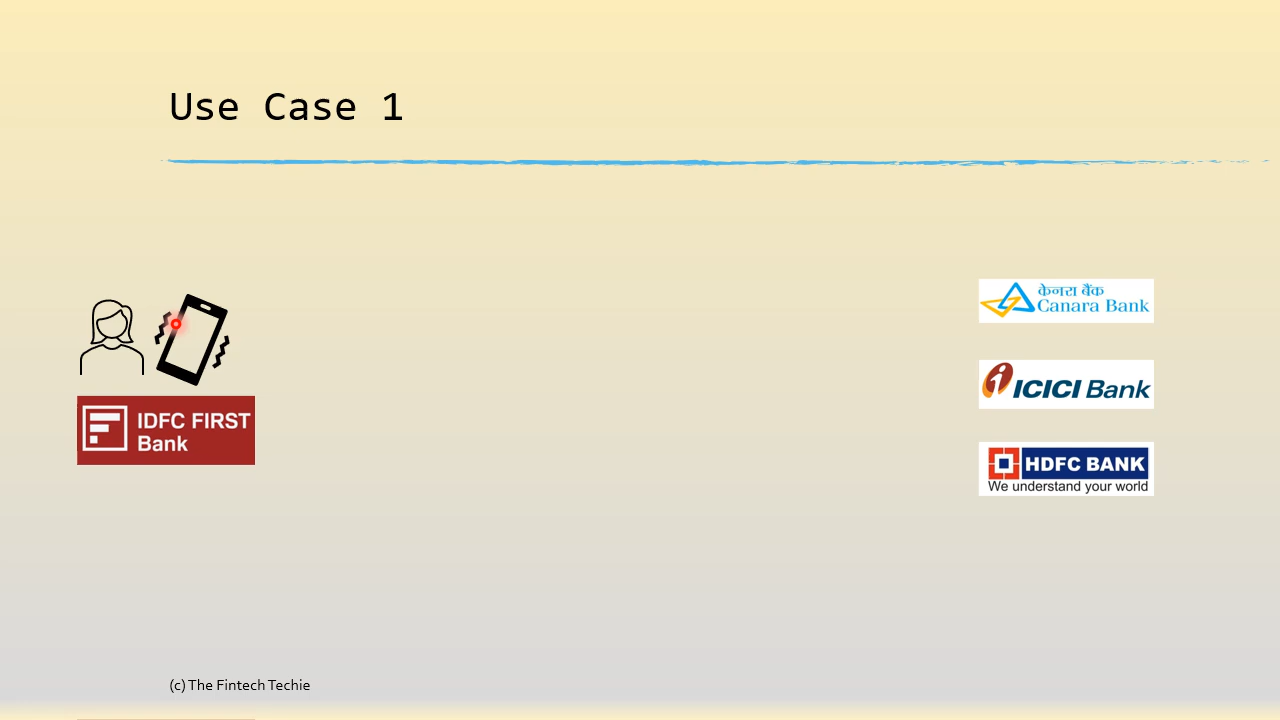 Use Case 1
केनरा बैंक
Canara Bank
ICICI Bank
IDFC FIRST
Bank
HDFC BANK
We understand your world
(c) The Fintech Techie